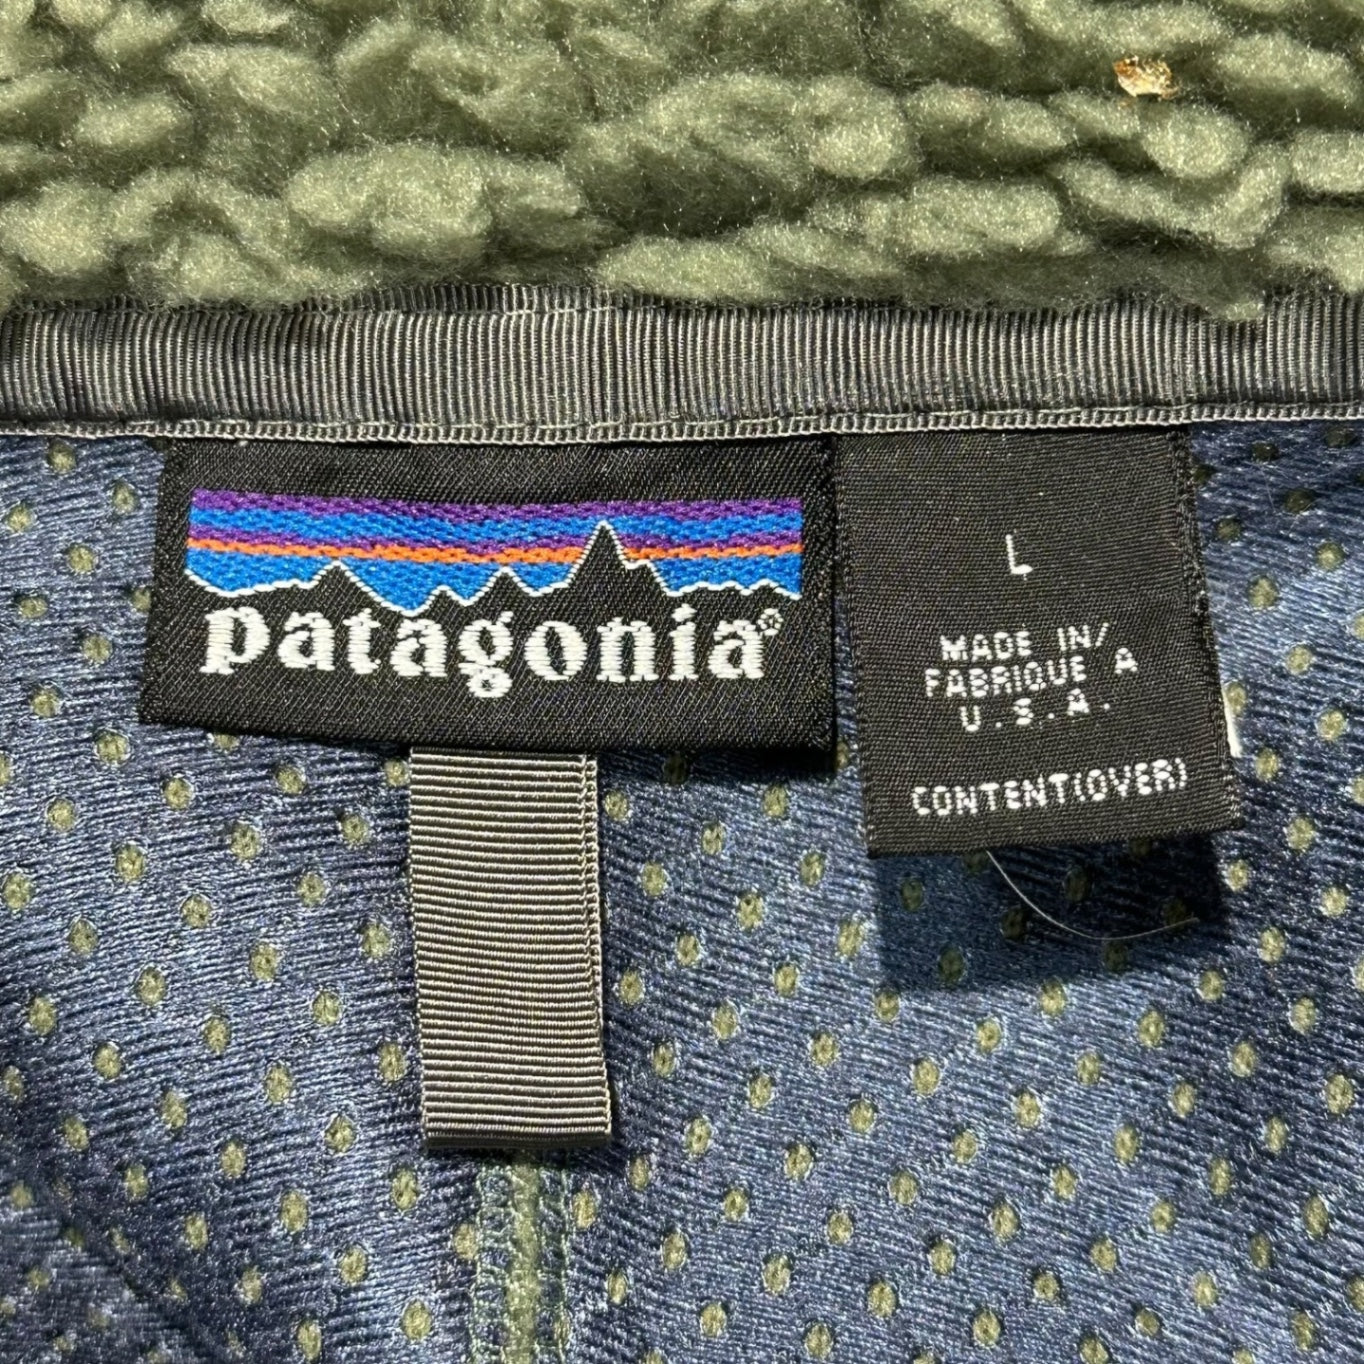 patagonia®
L
MADE IN/
FABRIQUE A
U.S.A.
CONTENT(OVER)